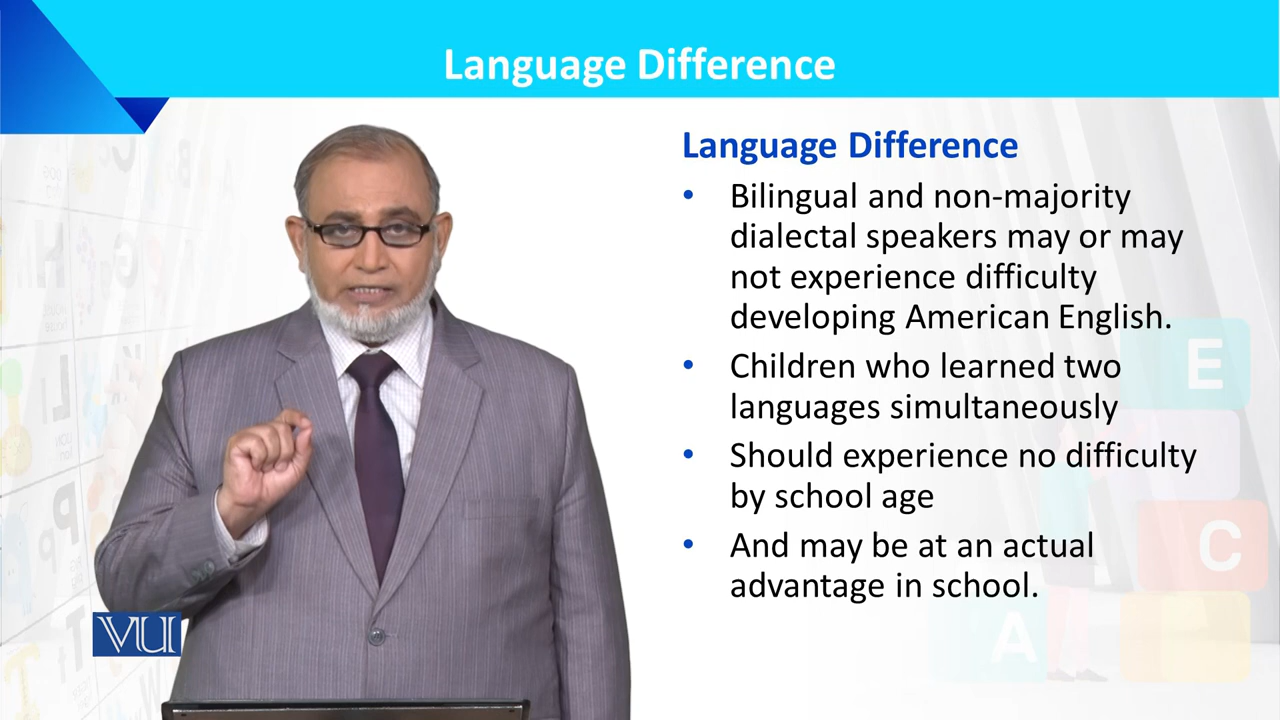 Language Difference
Language Difference
• Bilingual and non-majority
dialectal speakers may or may
not experience difficulty
developing American English.
• Children who learned two
languages simultaneously
• Should experience no difficulty
by school age
• And may be at an actual
advantage in school.
E
C
A
VU